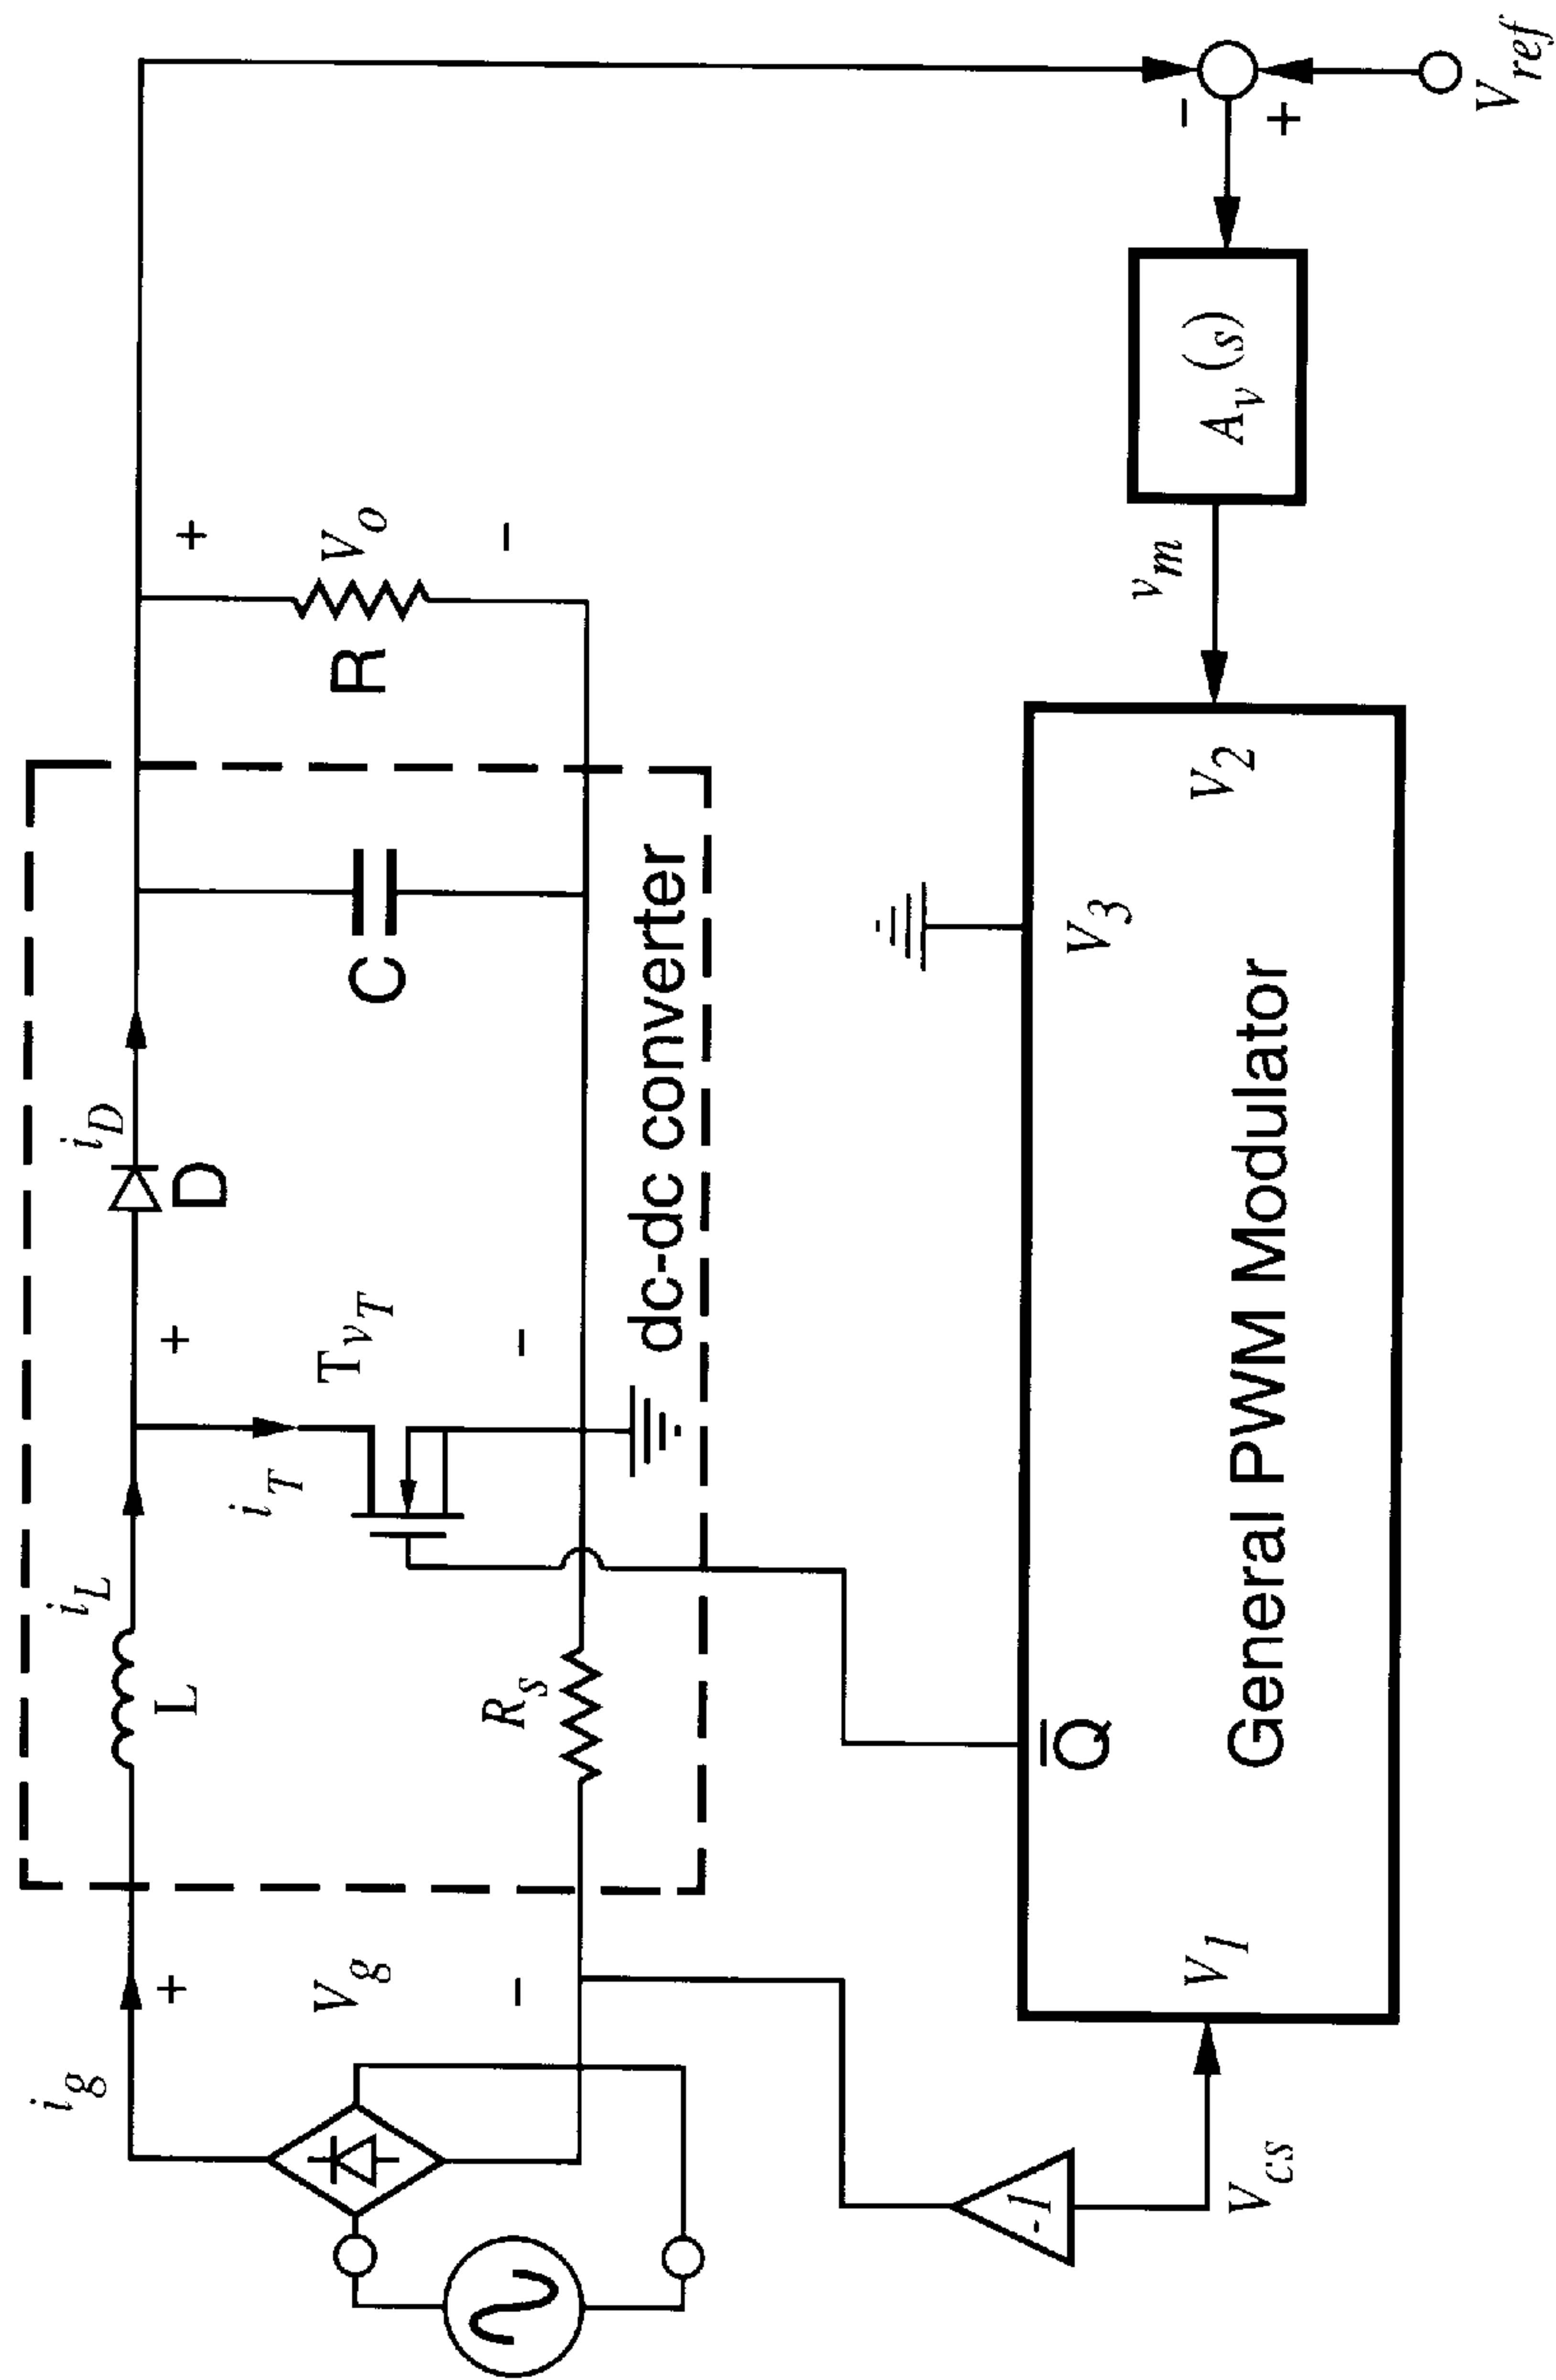 i_g
+
V_g
-
i_L
L
R_s
i_T
+
T v_T
-
i_D
D
C
R
+
V_o
-
dc-dc converter
-1
V_cs
V_1
Q̅
V_3
V_2
General PWM Modulator
v_m
A_v (s)
-
+
V_ref